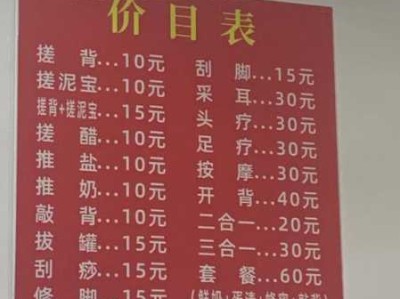 价目表
搓背...10元
搓泥宝...10元
搓背+搓泥宝...15元
搓醋...10元
推盐...10元
推奶...10元
敲背...10元
拔罐...15元
刮痧...15元
修脚...15元
刮脚...15元
采耳...30元
头疗...30元
足疗...30元
按摩...30元
开背...40元
二合一...20元
三合一...30元
套餐...60元